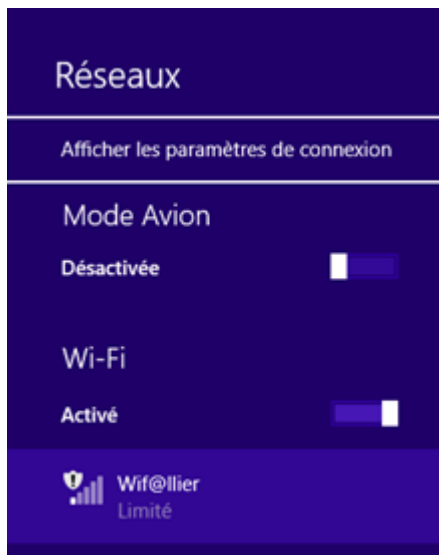 Réseaux
Afficher les paramètres de connexion
Mode Avion
Désactivée
Wi-Fi
Activé
Wif@llier
Limité